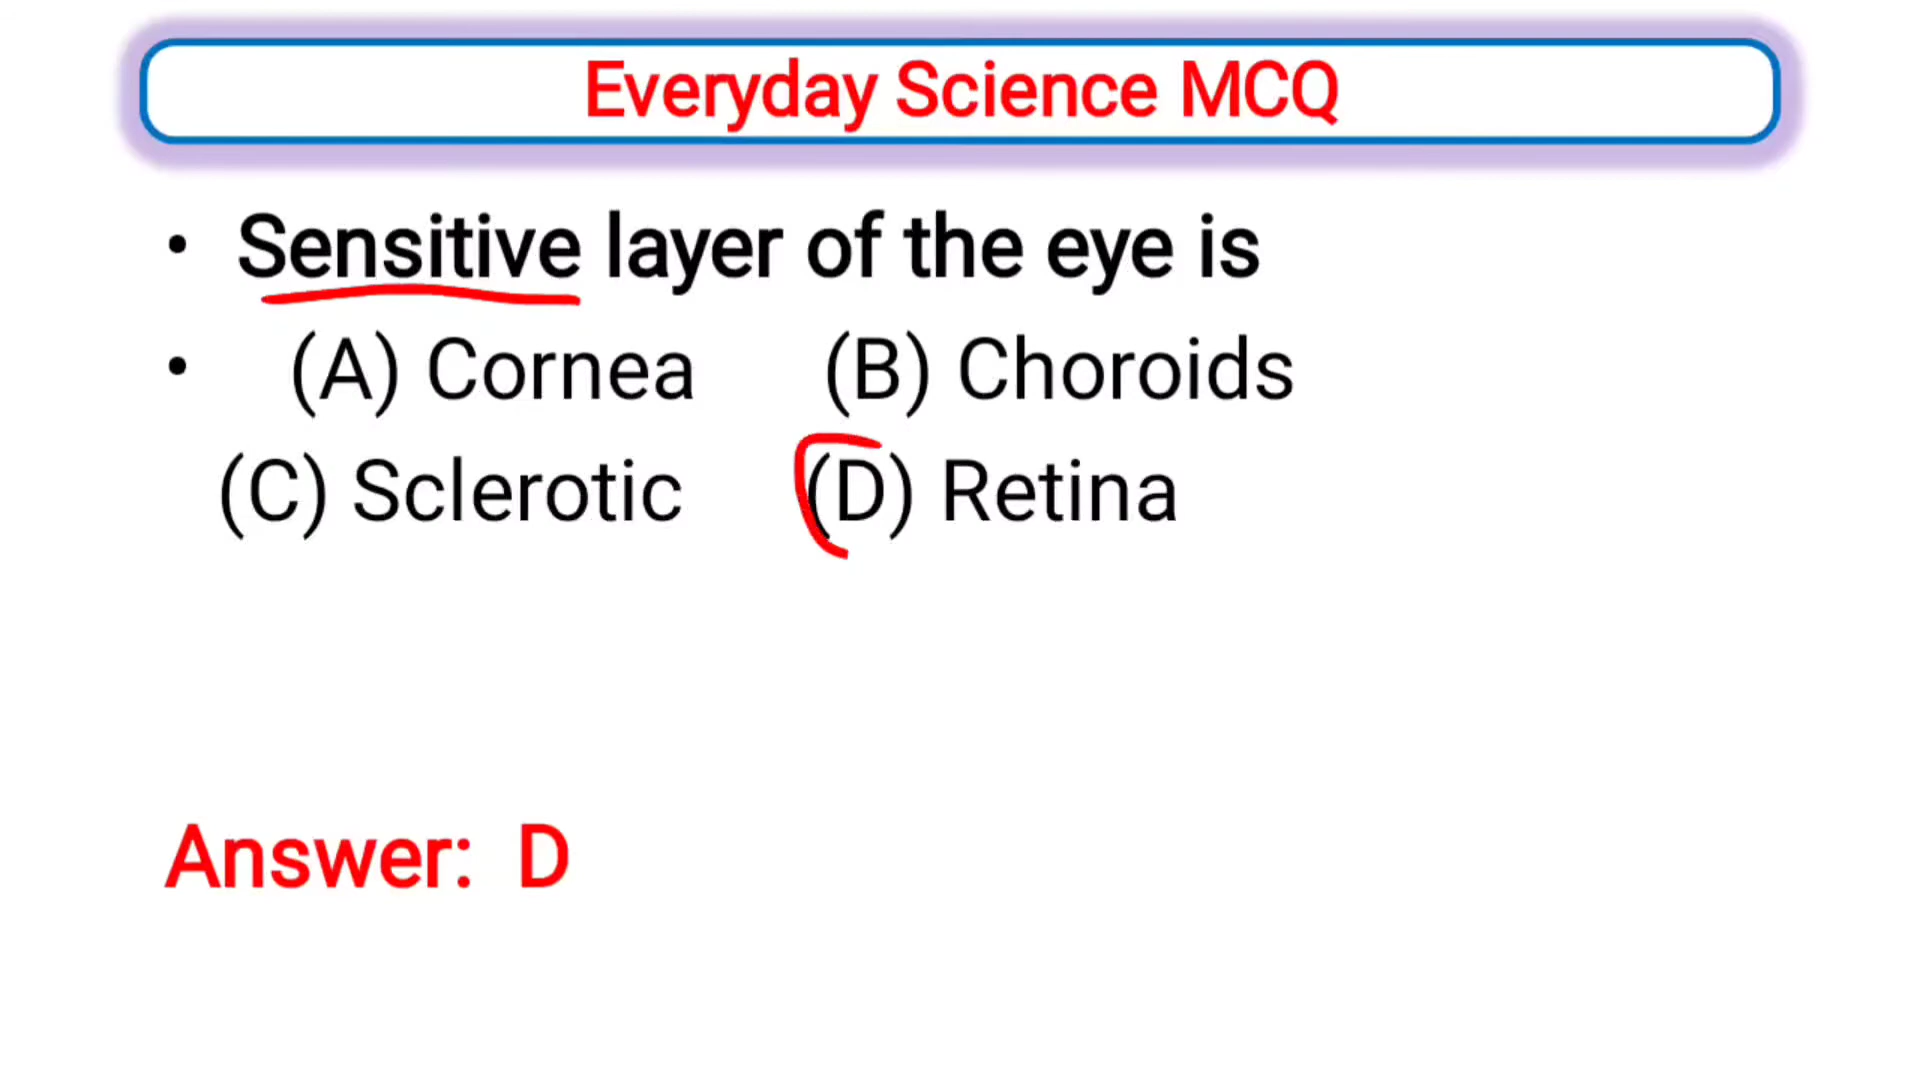 Everyday Science MCQ
• Sensitive layer of the eye is
• (A) Cornea (B) Choroids
(C) Sclerotic (D) Retina
Answer: D